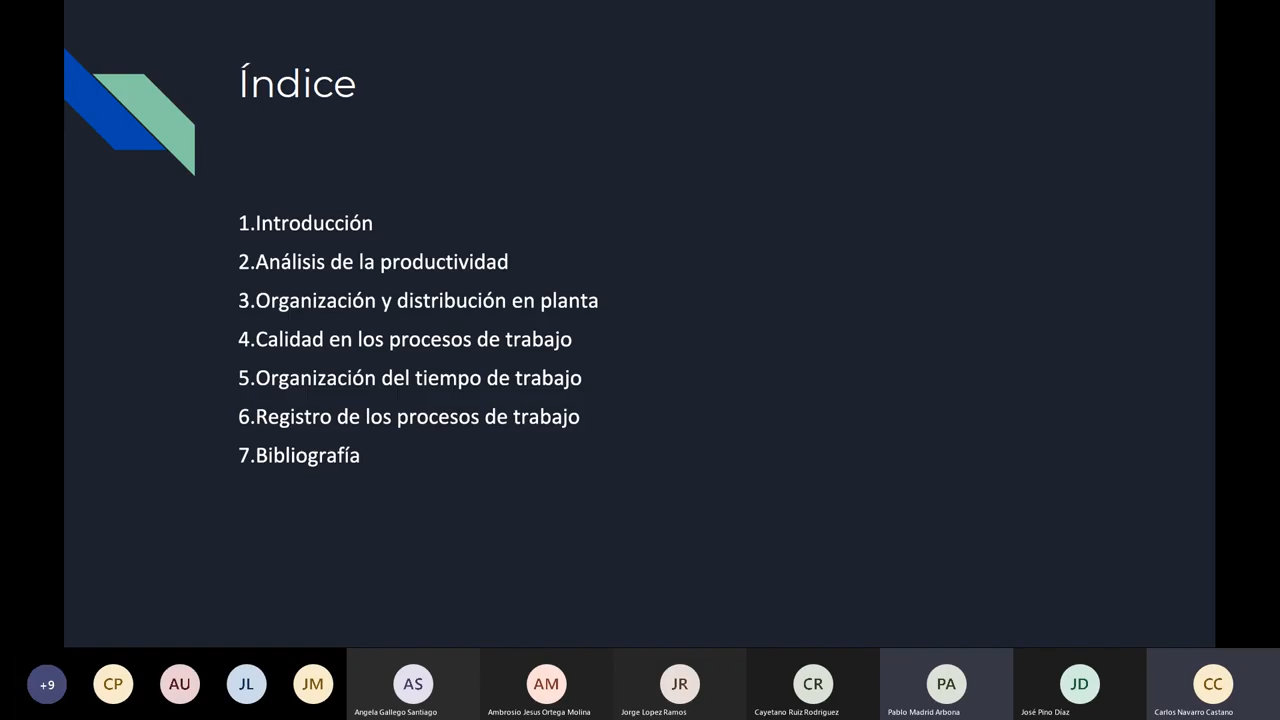 Índice
1.Introducción
2.Análisis de la productividad
3.Organización y distribución en planta
4.Calidad en los procesos de trabajo
5.Organización del tiempo de trabajo
6.Registro de los procesos de trabajo
7.Bibliografía
+9
CP
AU
JL
JM
AS
AM
JR
CR
PA
JD
CC
Angela Gallego Santiago
Ambrosio Jesus Ortega Molina
Jorge Lopez Ramos
Cayetano Ruiz Rodriguez
Pablo Madrid Arbona
José Pino Díaz
Carlos Navarro Castano